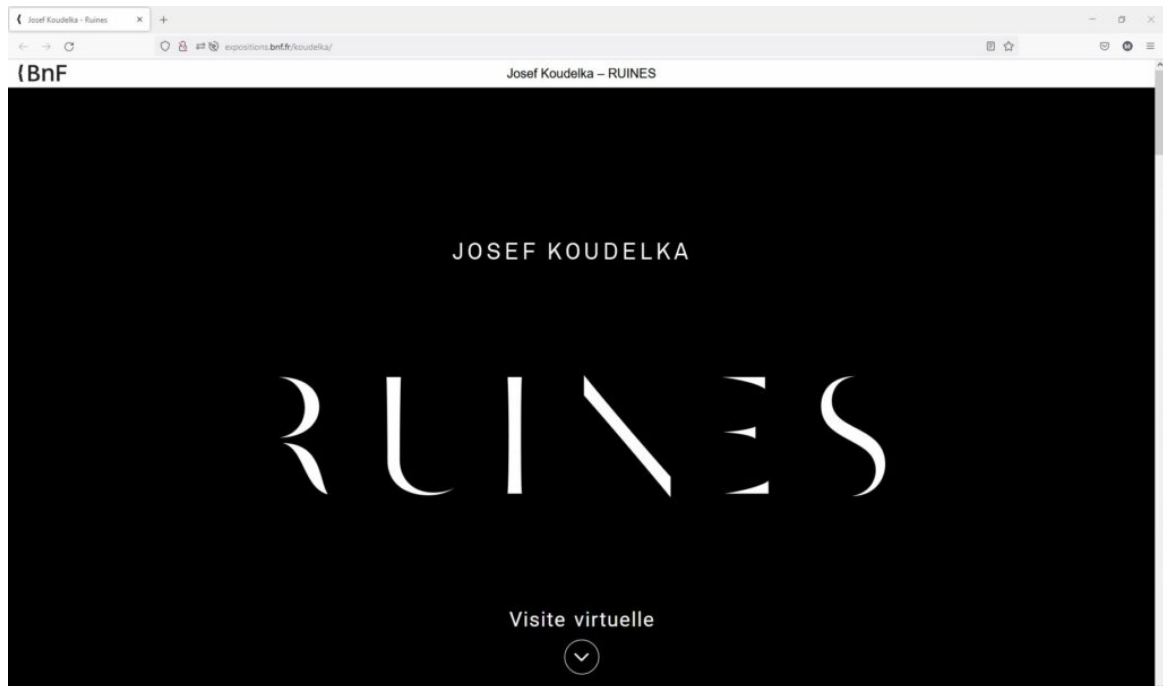 Josef Koudelka - Ruines
expositions.bnf.fr/koudelka/
{BnF
Josef Koudelka – RUINES
JOSEF KOUDELKA
RUINES
Visite virtuelle